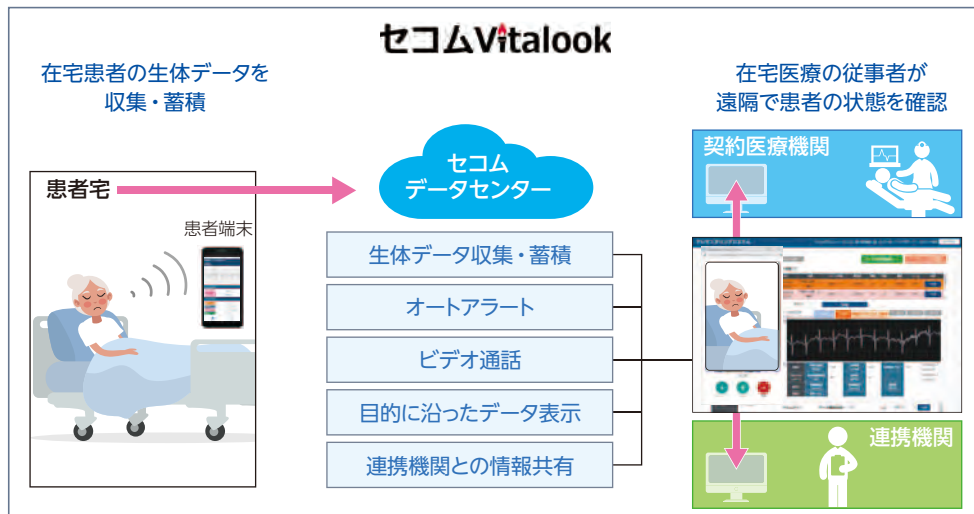 セコムVitalook
在宅患者の生体データを
収集・蓄積
在宅医療の従事者が
遠隔で患者の状態を確認
患者宅
患者端末
セコム
データセンター
生体データ収集・蓄積
オートアラート
ビデオ通話
目的に沿ったデータ表示
連携機関との情報共有
契約医療機関
連携機関